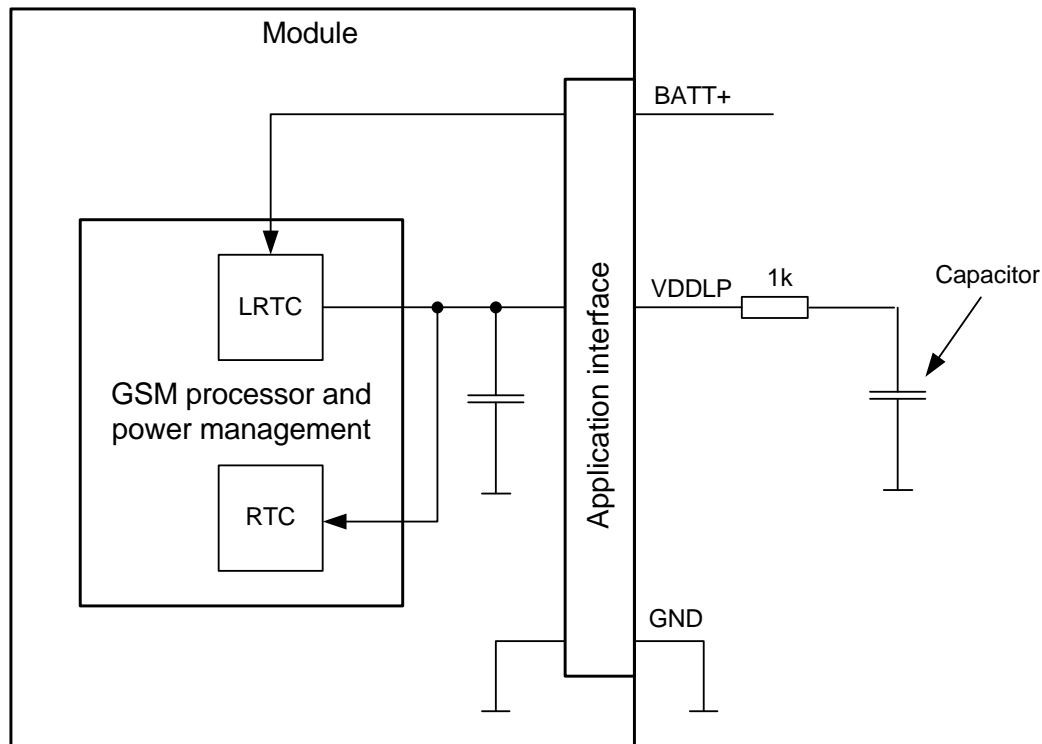 Module
BATT+
LRTC
VDDLP
1k
Capacitor
GSM processor and
power management
Application interface
RTC
GND